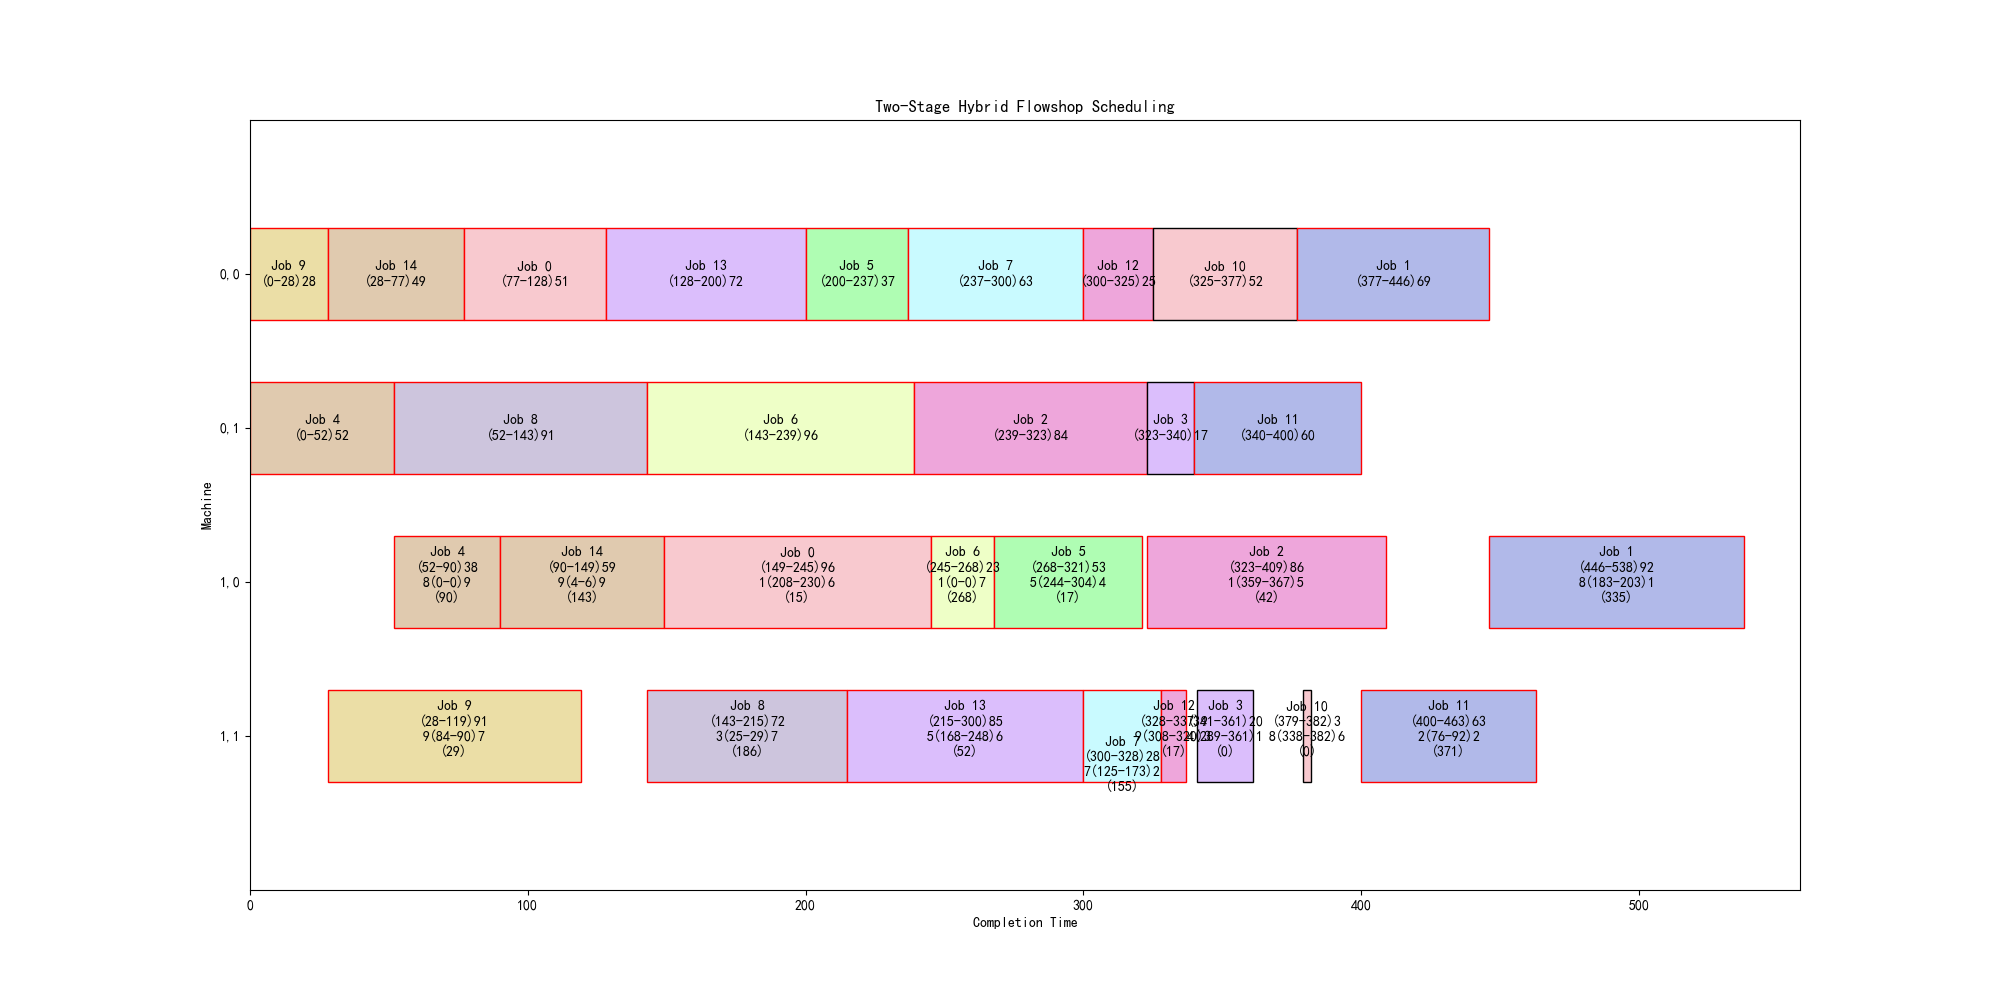 Two-Stage Hybrid Flowshop Scheduling
Machine
0,0
Job 9
(0-28)28
Job 14
(28-77)49
Job 0
(77-128)51
Job 13
(128-200)72
Job 5
(200-237)37
Job 7
(237-300)63
Job 12
(300-325)25
Job 10
(325-377)52
Job 1
(377-446)69
0,1
Job 4
(0-52)52
Job 8
(52-143)91
Job 6
(143-239)96
Job 2
(239-323)84
Job 3
(323-340)17
Job 11
(340-400)60
1,0
Job 4
(52-90)38
8(0-0)9
(90)
Job 14
(90-149)59
9(4-6)9
(143)
Job 0
(149-245)96
1(208-230)6
(15)
Job 6
(245-268)23
1(0-0)7
(268)
Job 5
(268-321)53
5(244-304)4
(17)
Job 2
(323-409)86
1(359-367)5
(42)
Job 1
(446-538)92
8(183-203)1
(335)
1,1
Job 9
(28-119)91
9(84-90)7
(29)
Job 8
(143-215)72
3(25-29)7
(186)
Job 13
(215-300)85
5(168-248)6
(52)
Job 7
(300-328)28
7(125-173)2
(155)
Job 12
(17)
Job 3
(341-361)20
(0)
Job 10
(379-382)3
8(338-382)6
(0)
Job 11
(400-463)63
2(76-92)2
(371)
0
100
200
300
400
500
Completion Time